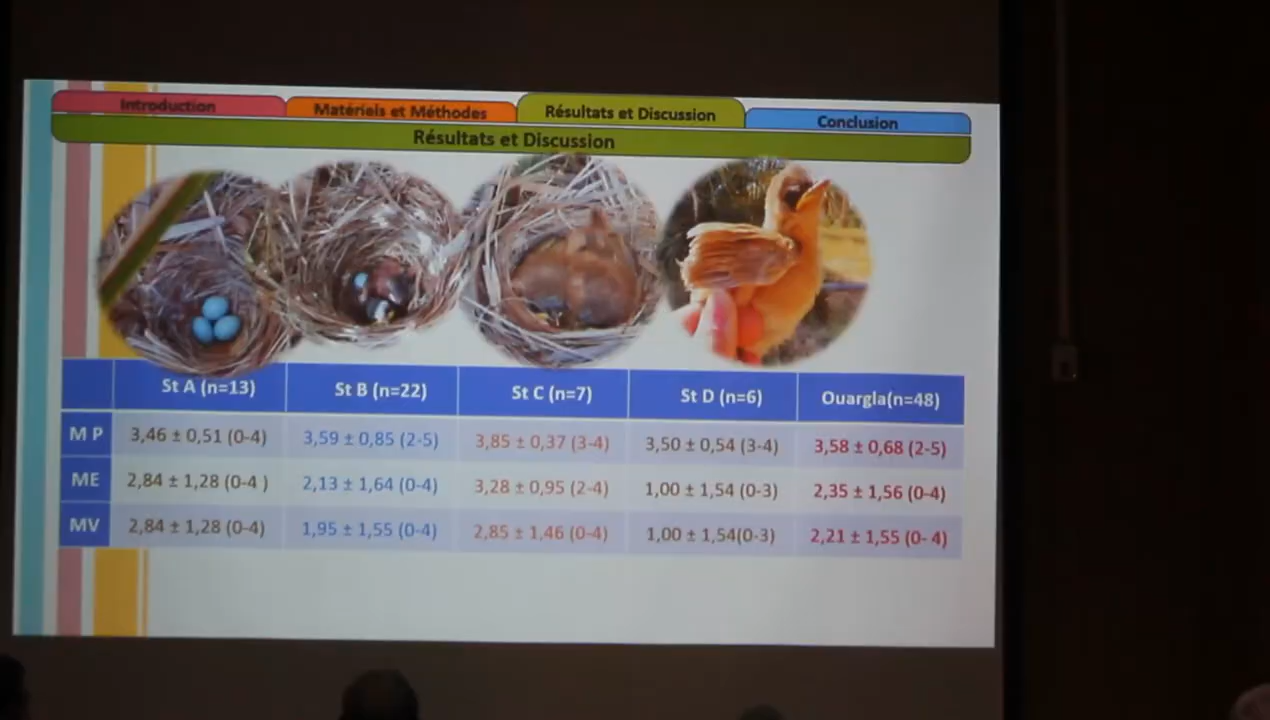 Introduction
Matériels et Méthodes
Résultats et Discussion
Conclusion
Résultats et Discussion
St A (n=13) St B (n=22) St C (n=7) St D (n=6) Ouargla(n=48)
M P 3,46 ± 0,51 (0-4) 3,59 ± 0,85 (2-5) 3,85 ± 0,37 (3-4) 3,50 ± 0,54 (3-4) 3,58 ± 0,68 (2-5)
ME 2,84 ± 1,28 (0-4 ) 2,13 ± 1,64 (0-4) 3,28 ± 0,95 (2-4) 1,00 ± 1,54 (0-3) 2,35 ± 1,56 (0-4)
MV 2,84 ± 1,28 (0-4) 1,95 ± 1,55 (0-4) 2,85 ± 1,46 (0-4) 1,00 ± 1,54(0-3) 2,21 ± 1,55 (0- 4)